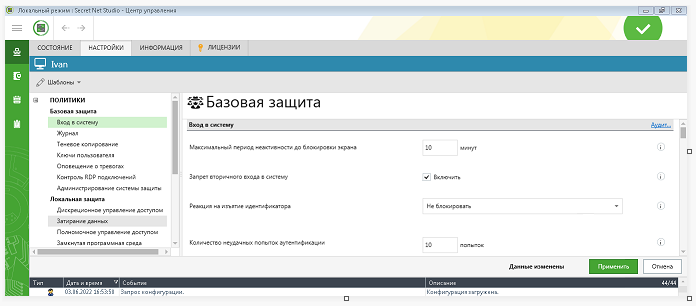 Локальный режим : Secret Net Studio - Центр управления
СОСТОЯНИЕ НАСТРОЙКИ ИНФОРМАЦИЯ ЛИЦЕНЗИИ
Ivan
Шаблоны
ПОЛИТИКИ
Базовая защита
Вход в систему
Журнал
Теневое копирование
Ключи пользователя
Оповещение о тревогах
Контроль RDP подключений
Администрирование системы защиты
Локальная защита
Дискреционное управление доступом
Затирание данных
Полномочное управление доступом
Замкнутая программная среда
Базовая защита
Вход в систему Аудит...
Максимальный период неактивности до блокировки экрана 10 минут
Запрет вторичного входа в систему Включить
Реакция на изъятие идентификатора Не блокировать
Количество неудачных попыток аутентификации 10 попыток
Данные изменены Применить Отмена
Тип Дата и время Событие Описание 44/44
03.06.2022 16:53:58 Запрос конфигурации. Конфигурация загружена.